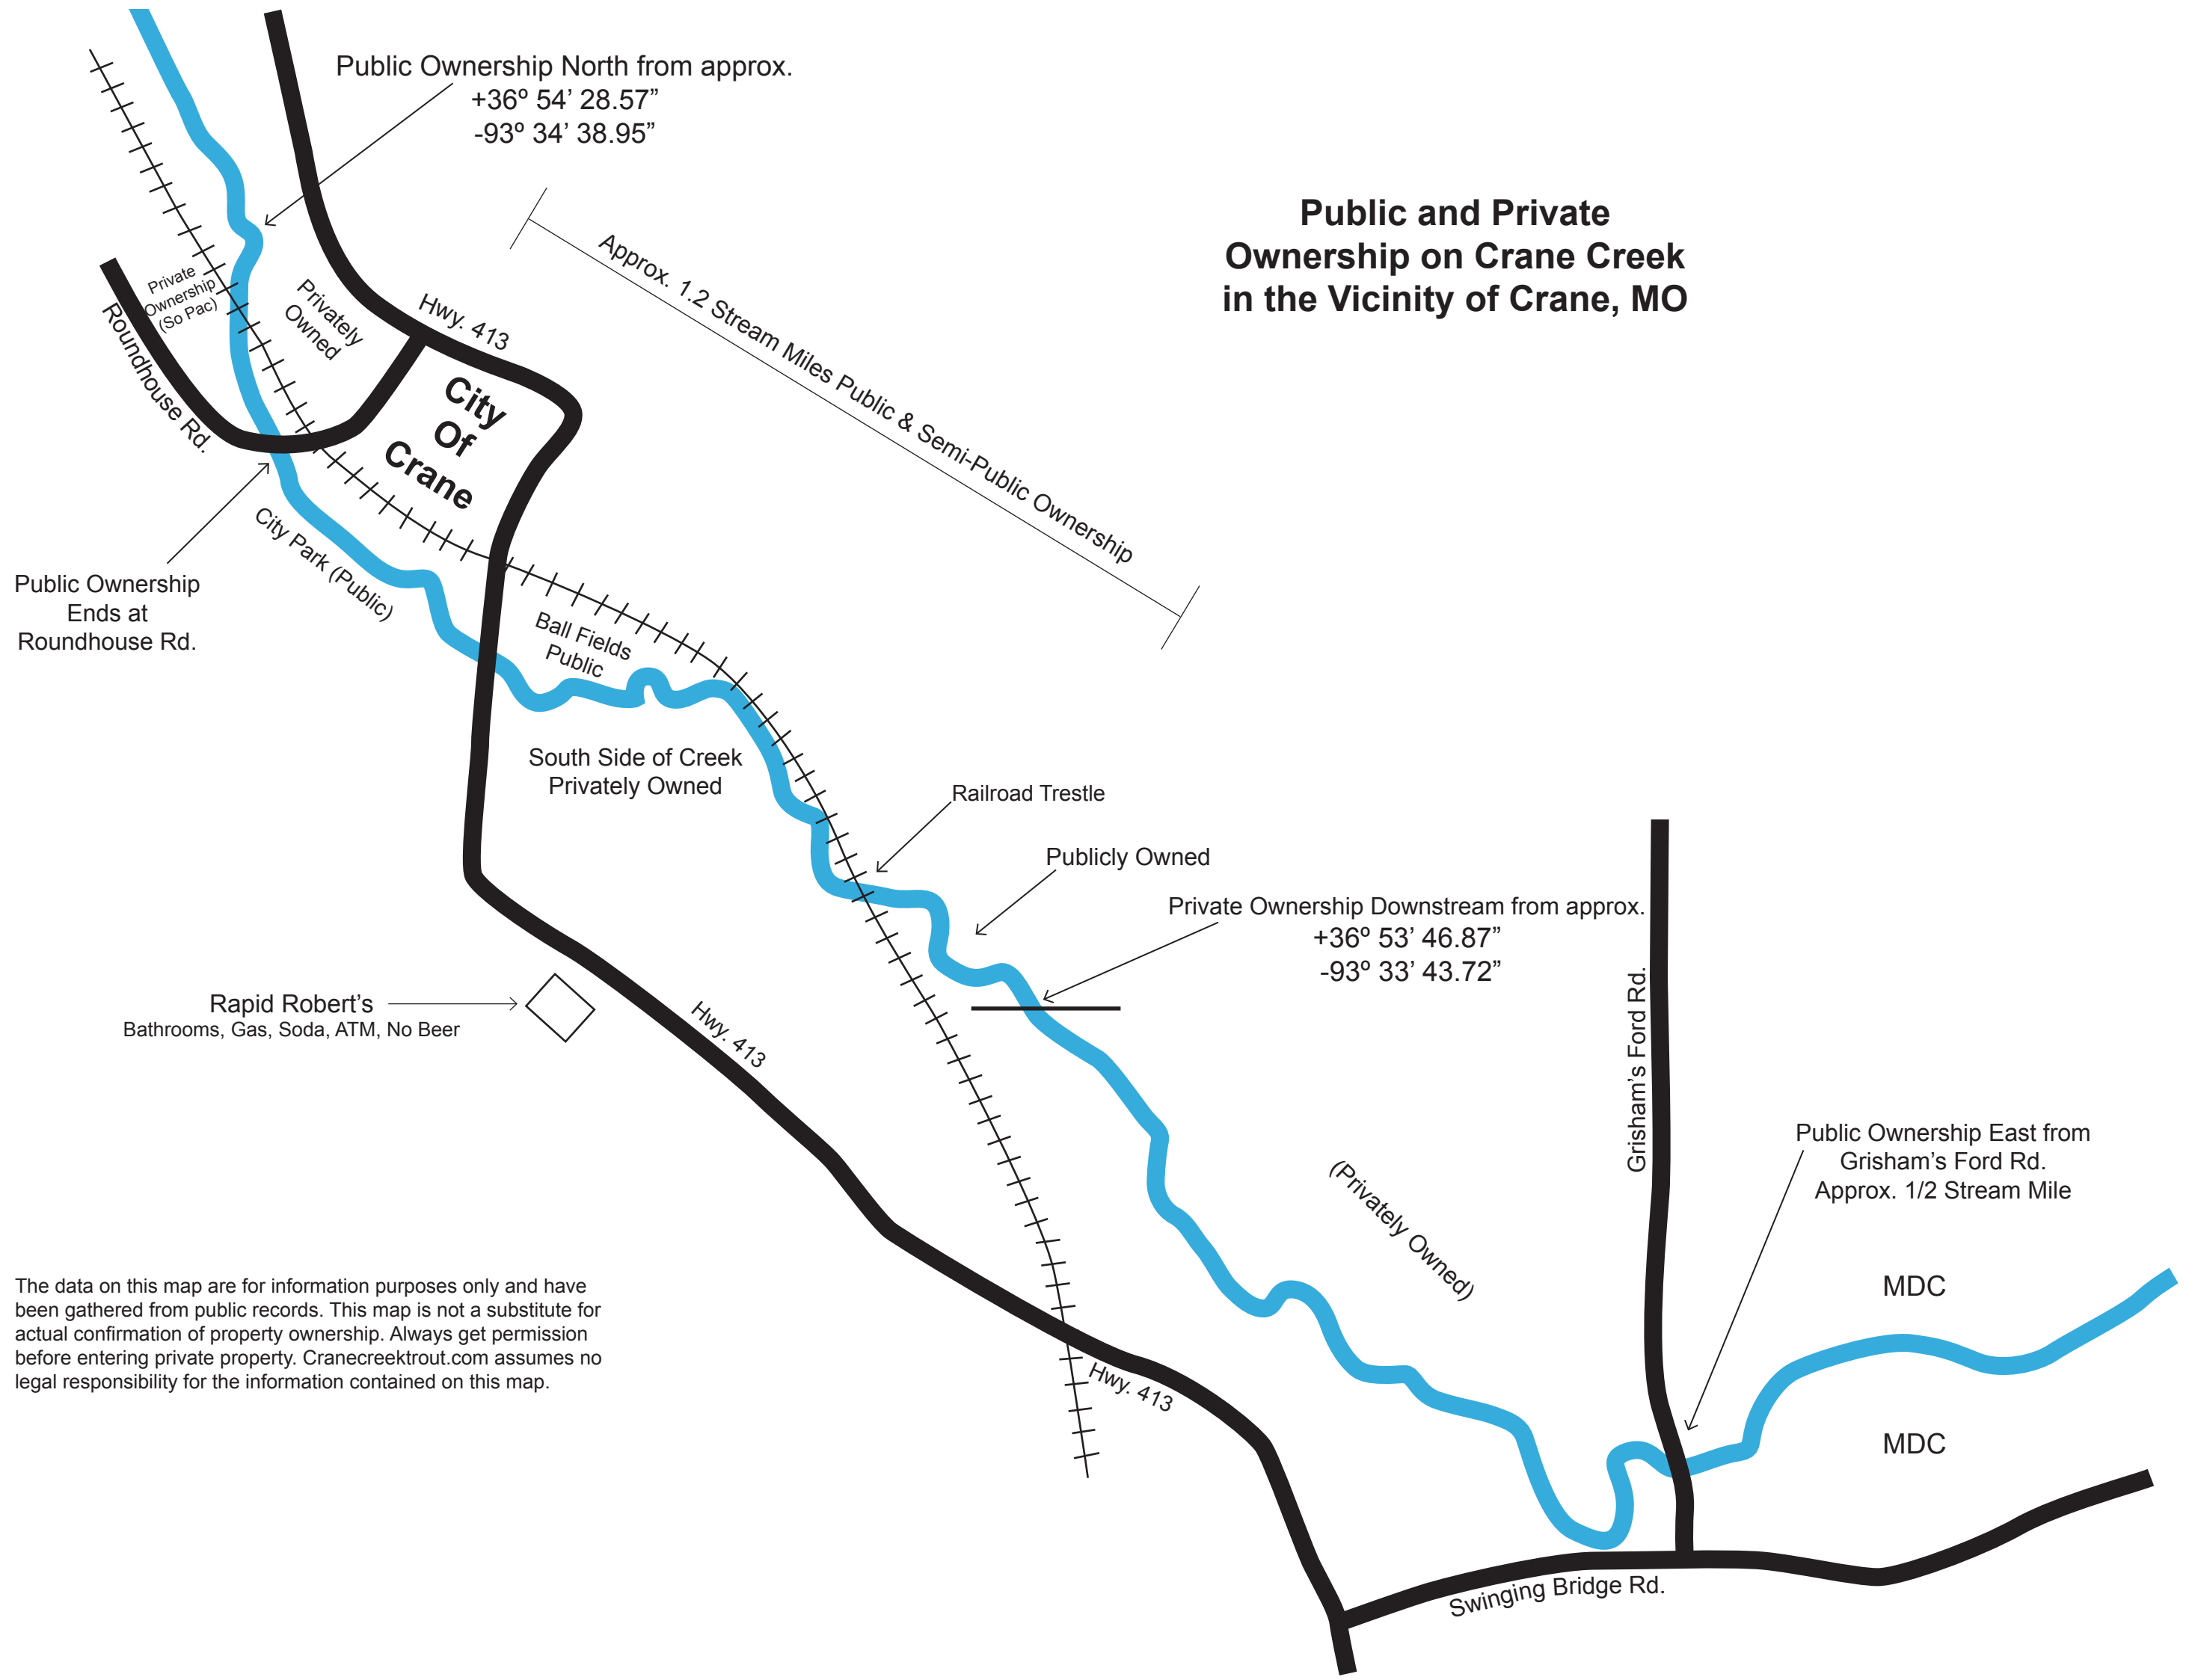 Public Ownership North from approx.
+36º 54’ 28.57”
-93º 34’ 38.95”
Public and Private
Ownership on Crane Creek
in the Vicinity of Crane, MO
Approx. 1.2 Stream Miles Public & Semi-Public Ownership
Private
Ownership
(So Pac)
Privately
Owned
Roundhouse Rd.
Hwy. 413
City
Of
Crane
City Park (Public)
Public Ownership
Ends at
Roundhouse Rd.
Ball Fields
Public
South Side of Creek
Privately Owned
Railroad Trestle
Publicly Owned
Private Ownership Downstream from approx.
+36º 53’ 46.87”
-93º 33’ 43.72”
Rapid Robert’s
Bathrooms, Gas, Soda, ATM, No Beer
Hwy. 413
Grisham’s Ford Rd.
Public Ownership East from
Grisham’s Ford Rd.
Approx. 1/2 Stream Mile
(Privately Owned)
MDC
MDC
The data on this map are for information purposes only and have
been gathered from public records. This map is not a substitute for
actual confirmation of property ownership. Always get permission
before entering private property. Cranecreektrout.com assumes no
legal responsibility for the information contained on this map.
Hwy. 413
Swinging Bridge Rd.